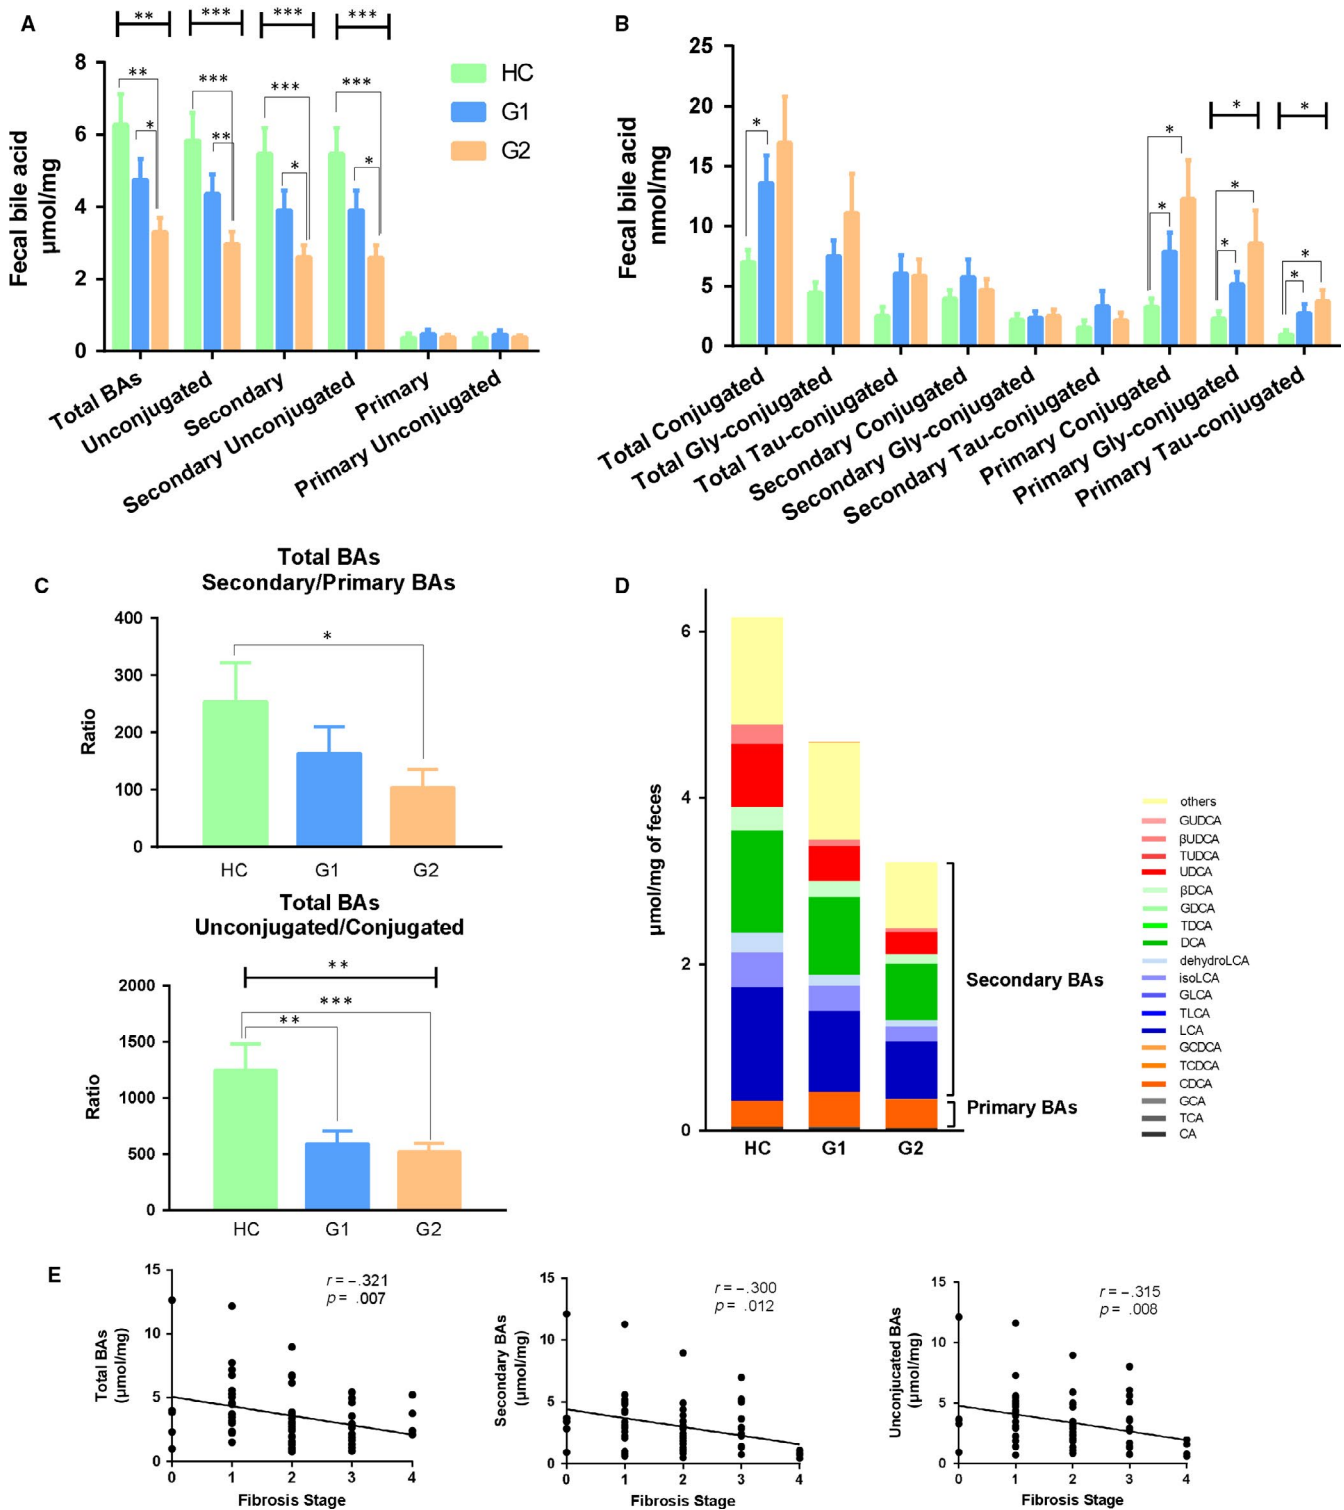 A
** *** *** ***
8
6
4
2
0
Fecal bile acid
μmol/mg
** *** *** ***
* ** * *
HC
G1
G2
Total BAs
Unconjugated
Secondary
Secondary Unconjugated
Primary
Primary Unconjugated
B
25
20
15
10
5
0
Fecal bile acid
nmol/mg
* *
* * * *
* * *
Total Conjugated
Total Gly-conjugated
Total Tau-conjugated
Secondary Conjugated
Secondary Gly-conjugated
Secondary Tau-conjugated
Primary Conjugated
Primary Gly-conjugated
Primary Tau-conjugated
C
Total BAs
Secondary/Primary BAs
400
300
200
100
0
Ratio
*
HC G1 G2
Total BAs
Unconjugated/Conjugated
2000
1500
1000
500
0
Ratio
**
***
**
HC G1 G2
D
6
4
2
0
μmol/mg of feces
HC G1 G2
Secondary BAs
Primary BAs
others
GUDCA
βUDCA
TUDCA
UDCA
βDCA
GDCA
TDCA
DCA
dehydroLCA
isoLCA
GLCA
TLCA
LCA
GCDCA
TCDCA
CDCA
GCA
TCA
CA
E
15
10
5
0
Total BAs
(μmol/mg)
r = −.321
p = .007
0 1 2 3 4
Fibrosis Stage
15
10
5
0
Secondary BAs
(μmol/mg)
r = −.300
p = .012
0 1 2 3 4
Fibrosis Stage
15
10
5
0
Unconjucated BAs
(μmol/mg)
r = −.315
p = .008
0 1 2 3 4
Fibrosis Stage